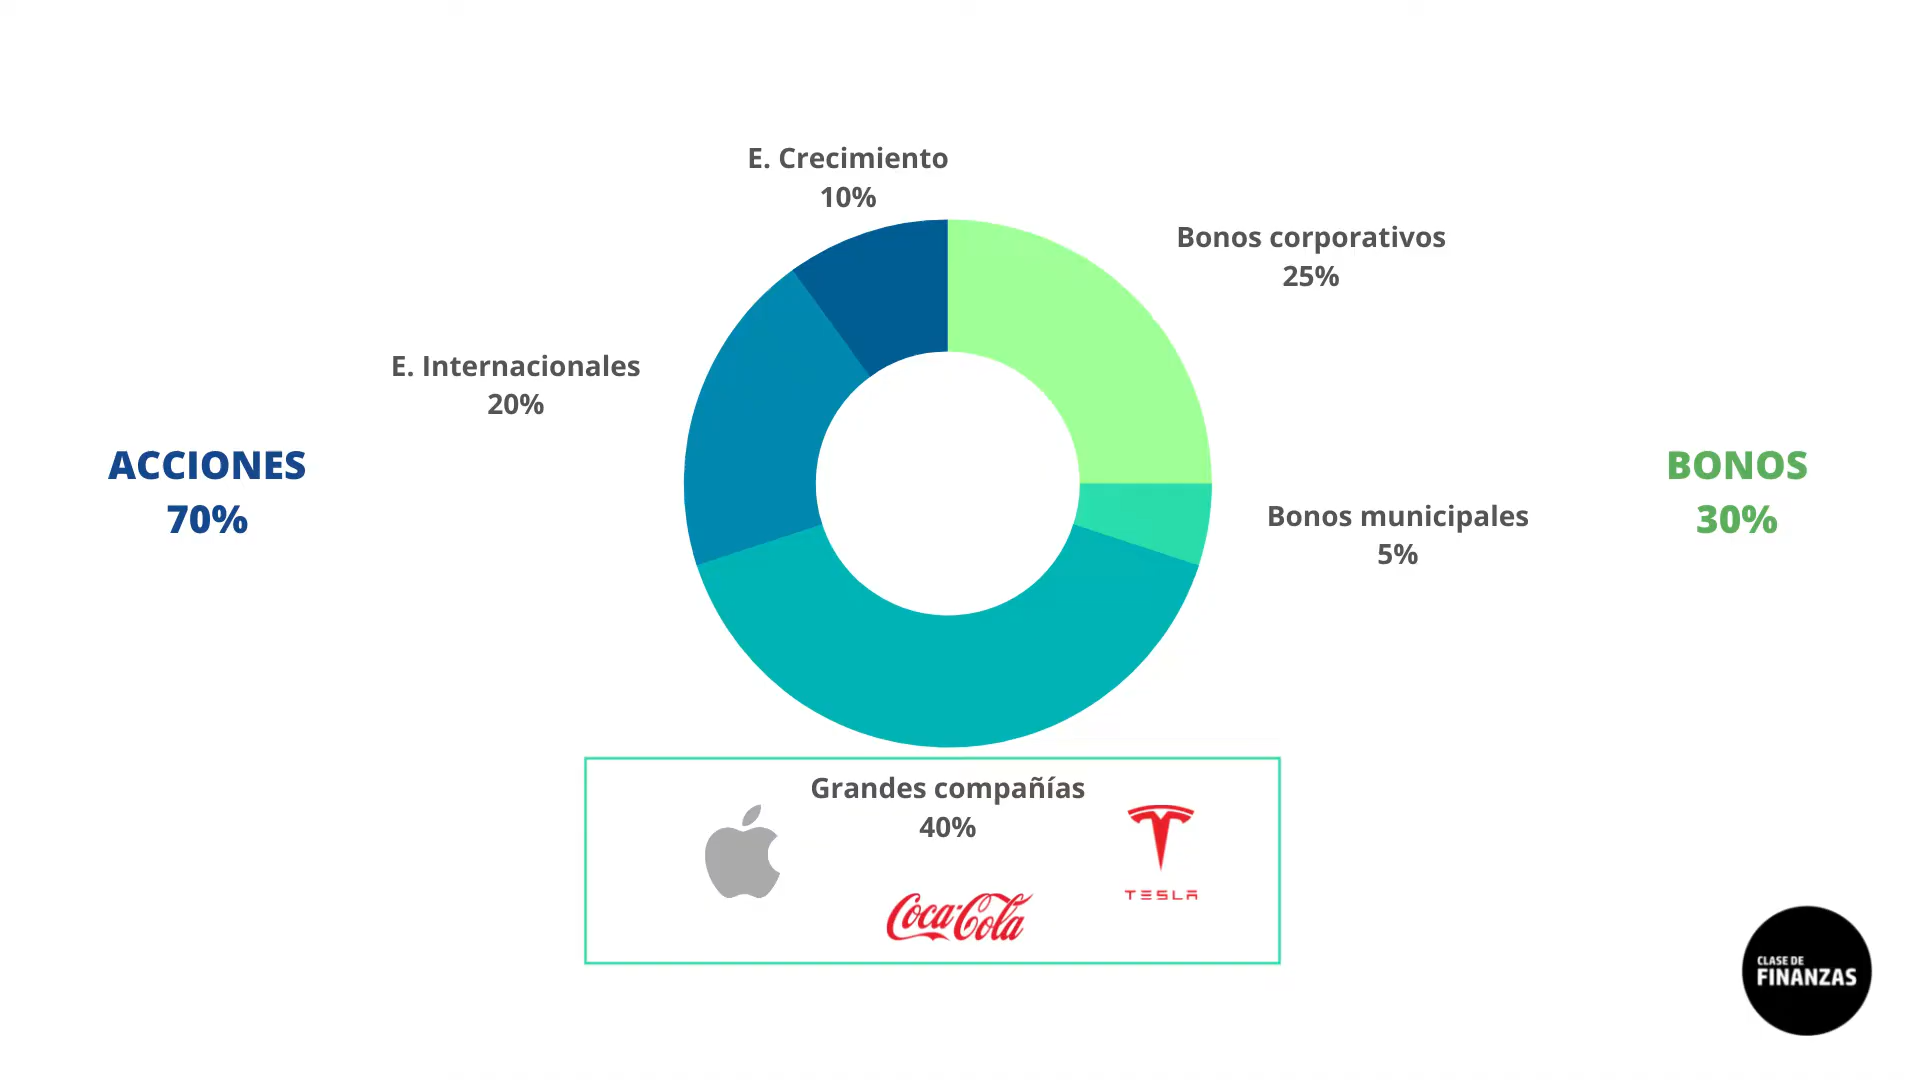 E. Crecimiento
10%
Bonos corporativos
25%
E. Internacionales
20%
ACCIONES
70%
BONOS
30%
Bonos municipales
5%
Grandes compañías
40%
TESLA
Coca-Cola
CLASE DE
FINANZAS